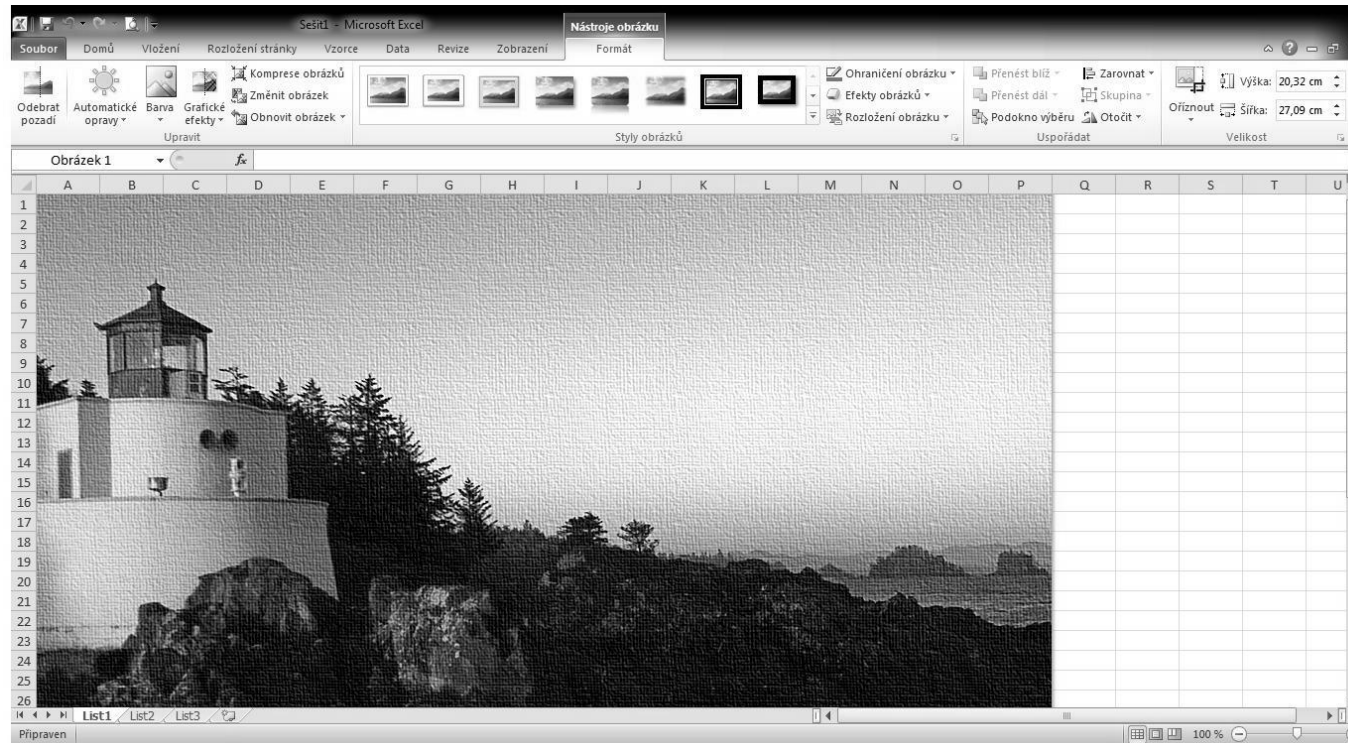 Sešit1 - Microsoft Excel
Nástroje obrázku
Soubor Domů Vložení Rozložení stránky Vzorce Data Revize Zobrazení Formát
Odebrat pozadí
Automatické opravy
Barva
Grafické efekty
Komprese obrázků
Změnit obrázek
Obnovit obrázek
Upravit
Styly obrázků
Ohraničení obrázku
Efekty obrázků
Rozložení obrázku
Přenést blíž
Přenést dál
Podokno výběru
Zarovnat
Skupina
Otočit
Uspořádat
Oříznout
Výška: 20,32 cm
Šířka: 27,09 cm
Velikost
Obrázek 1
fx
A B C D E F G H I J K L M N O P Q R S T U
1
2
3
4
5
6
7
8
9
10
11
12
13
14
15
16
17
18
19
20
21
22
23
24
25
26
List1 List2 List3
Připraven
100 %